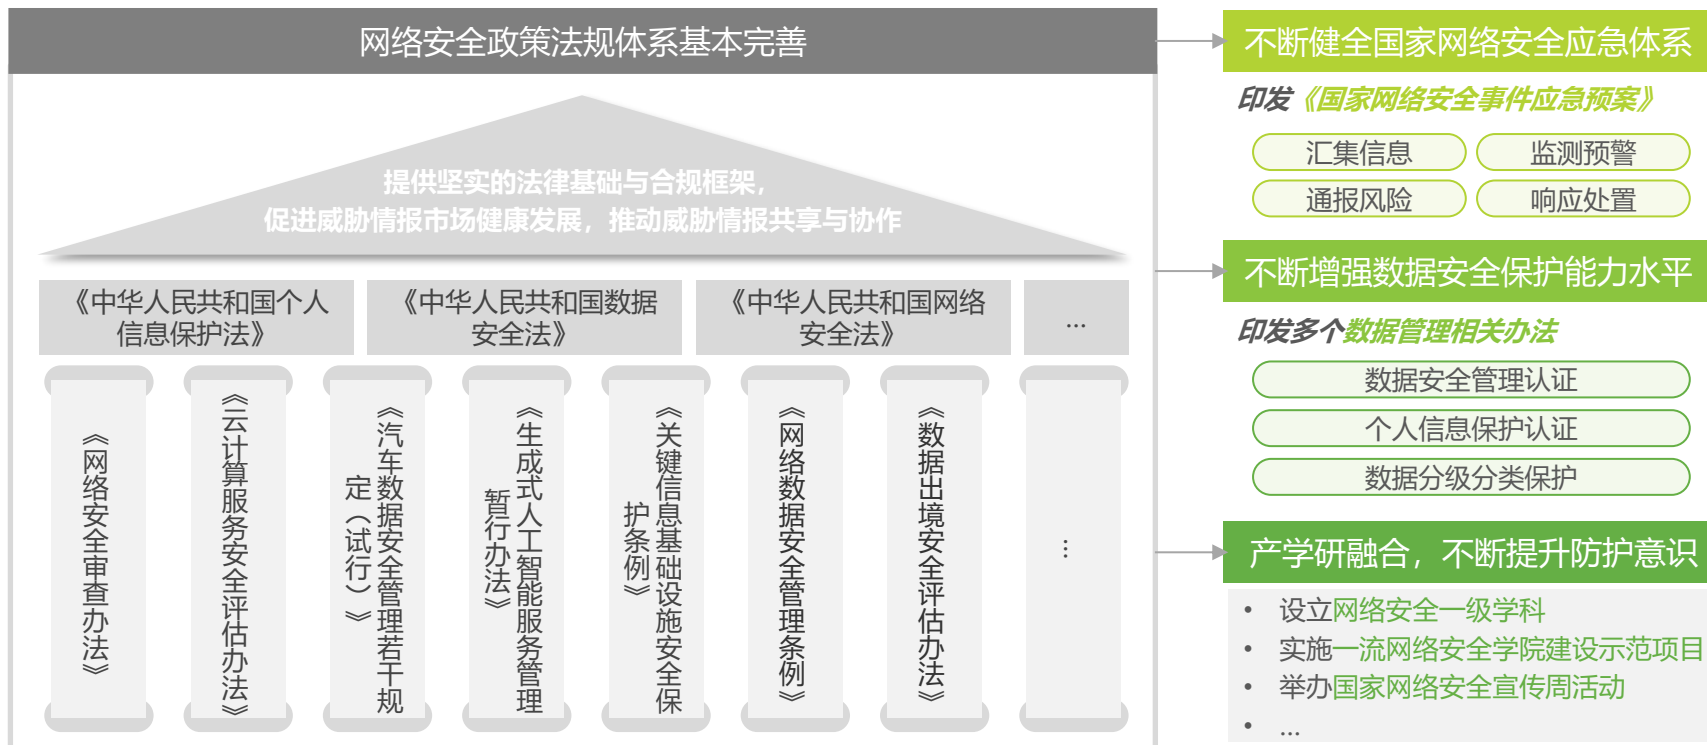 网络安全政策法规体系基本完善
提供坚实的法律基础与合规框架，
促进威胁情报市场健康发展，推动威胁情报共享与协作
《中华人民共和国个人
信息保护法》
《中华人民共和国数据
安全法》
《中华人民共和国网络
安全法》
...
《网络安全审查办法》
《云计算服务安全评估办法》
《汽车数据安全管理若干规
定（试行）》
《生成式人工智能服务管理
暂行办法》
《关键信息基础设施安全保
护条例》
《网络数据安全管理条例》
《数据出境安全评估办法》
...
不断健全国家网络安全应急体系
印发《国家网络安全事件应急预案》
汇集信息
监测预警
通报风险
响应处置
不断增强数据安全保护能力水平
印发多个数据管理相关办法
数据安全管理认证
个人信息保护认证
数据分级分类保护
产学研融合，不断提升防护意识
• 设立网络安全一级学科
• 实施一流网络安全学院建设示范项目
• 举办国家网络安全宣传周活动
• ...